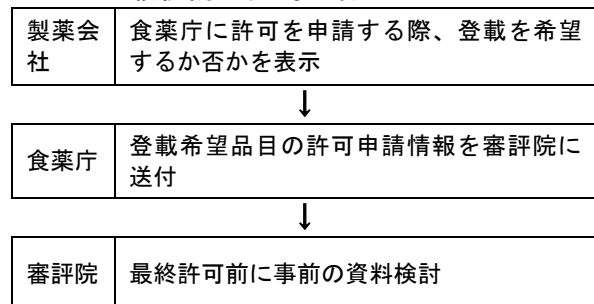 製薬会社
食薬庁に許可を申請する際、登載を希望
するか否かを表示
↓
食薬庁
登載希望品目の許可申請情報を審評院に
送付
↓
審評院
最終許可前に事前の資料検討